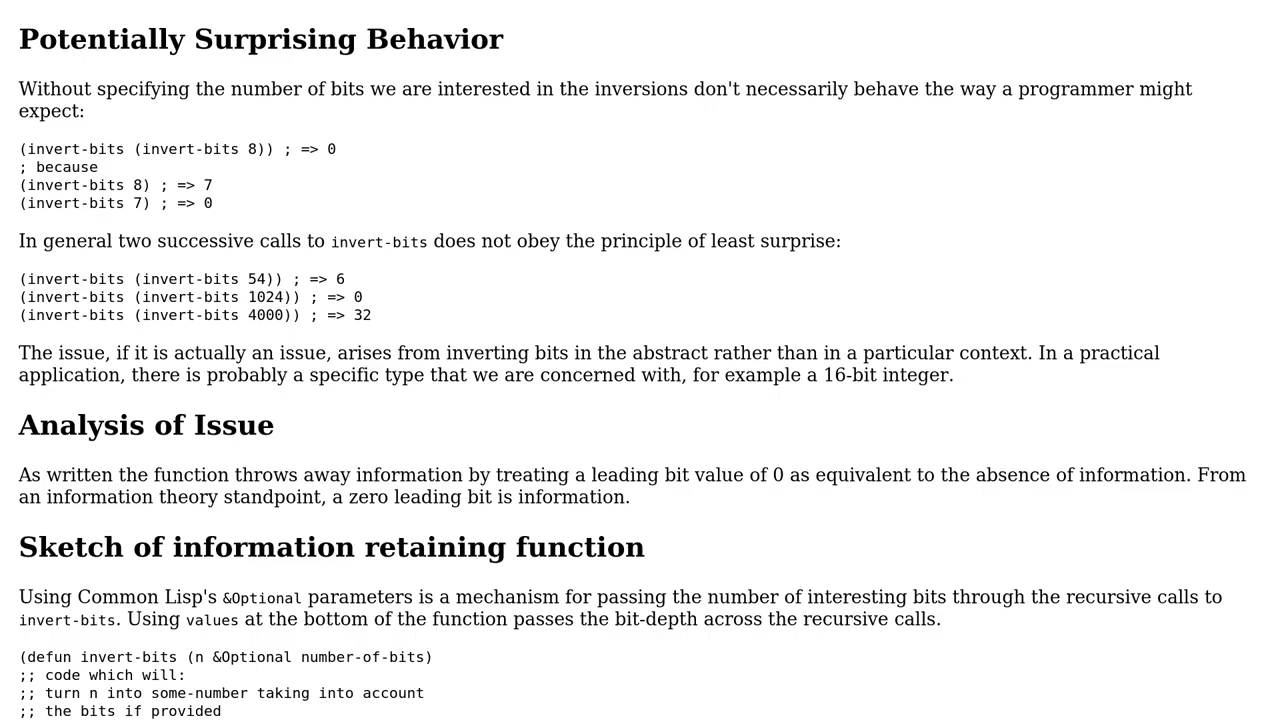 Potentially Surprising Behavior
Without specifying the number of bits we are interested in the inversions don't necessarily behave the way a programmer might
expect:
(invert-bits (invert-bits 8)) ; => 0
; because
(invert-bits 8) ; => 7
(invert-bits 7) ; => 0
In general two successive calls to invert-bits does not obey the principle of least surprise:
(invert-bits (invert-bits 54)) ; => 6
(invert-bits (invert-bits 1024)) ; => 0
(invert-bits (invert-bits 4000)) ; => 32
The issue, if it is actually an issue, arises from inverting bits in the abstract rather than in a particular context. In a practical
application, there is probably a specific type that we are concerned with, for example a 16-bit integer.
Analysis of Issue
As written the function throws away information by treating a leading bit value of 0 as equivalent to the absence of information. From
an information theory standpoint, a zero leading bit is information.
Sketch of information retaining function
Using Common Lisp's &Optional parameters is a mechanism for passing the number of interesting bits through the recursive calls to
invert-bits. Using values at the bottom of the function passes the bit-depth across the recursive calls.
(defun invert-bits (n &Optional number-of-bits)
;; code which will:
;; turn n into some-number taking into account
;; the bits if provided